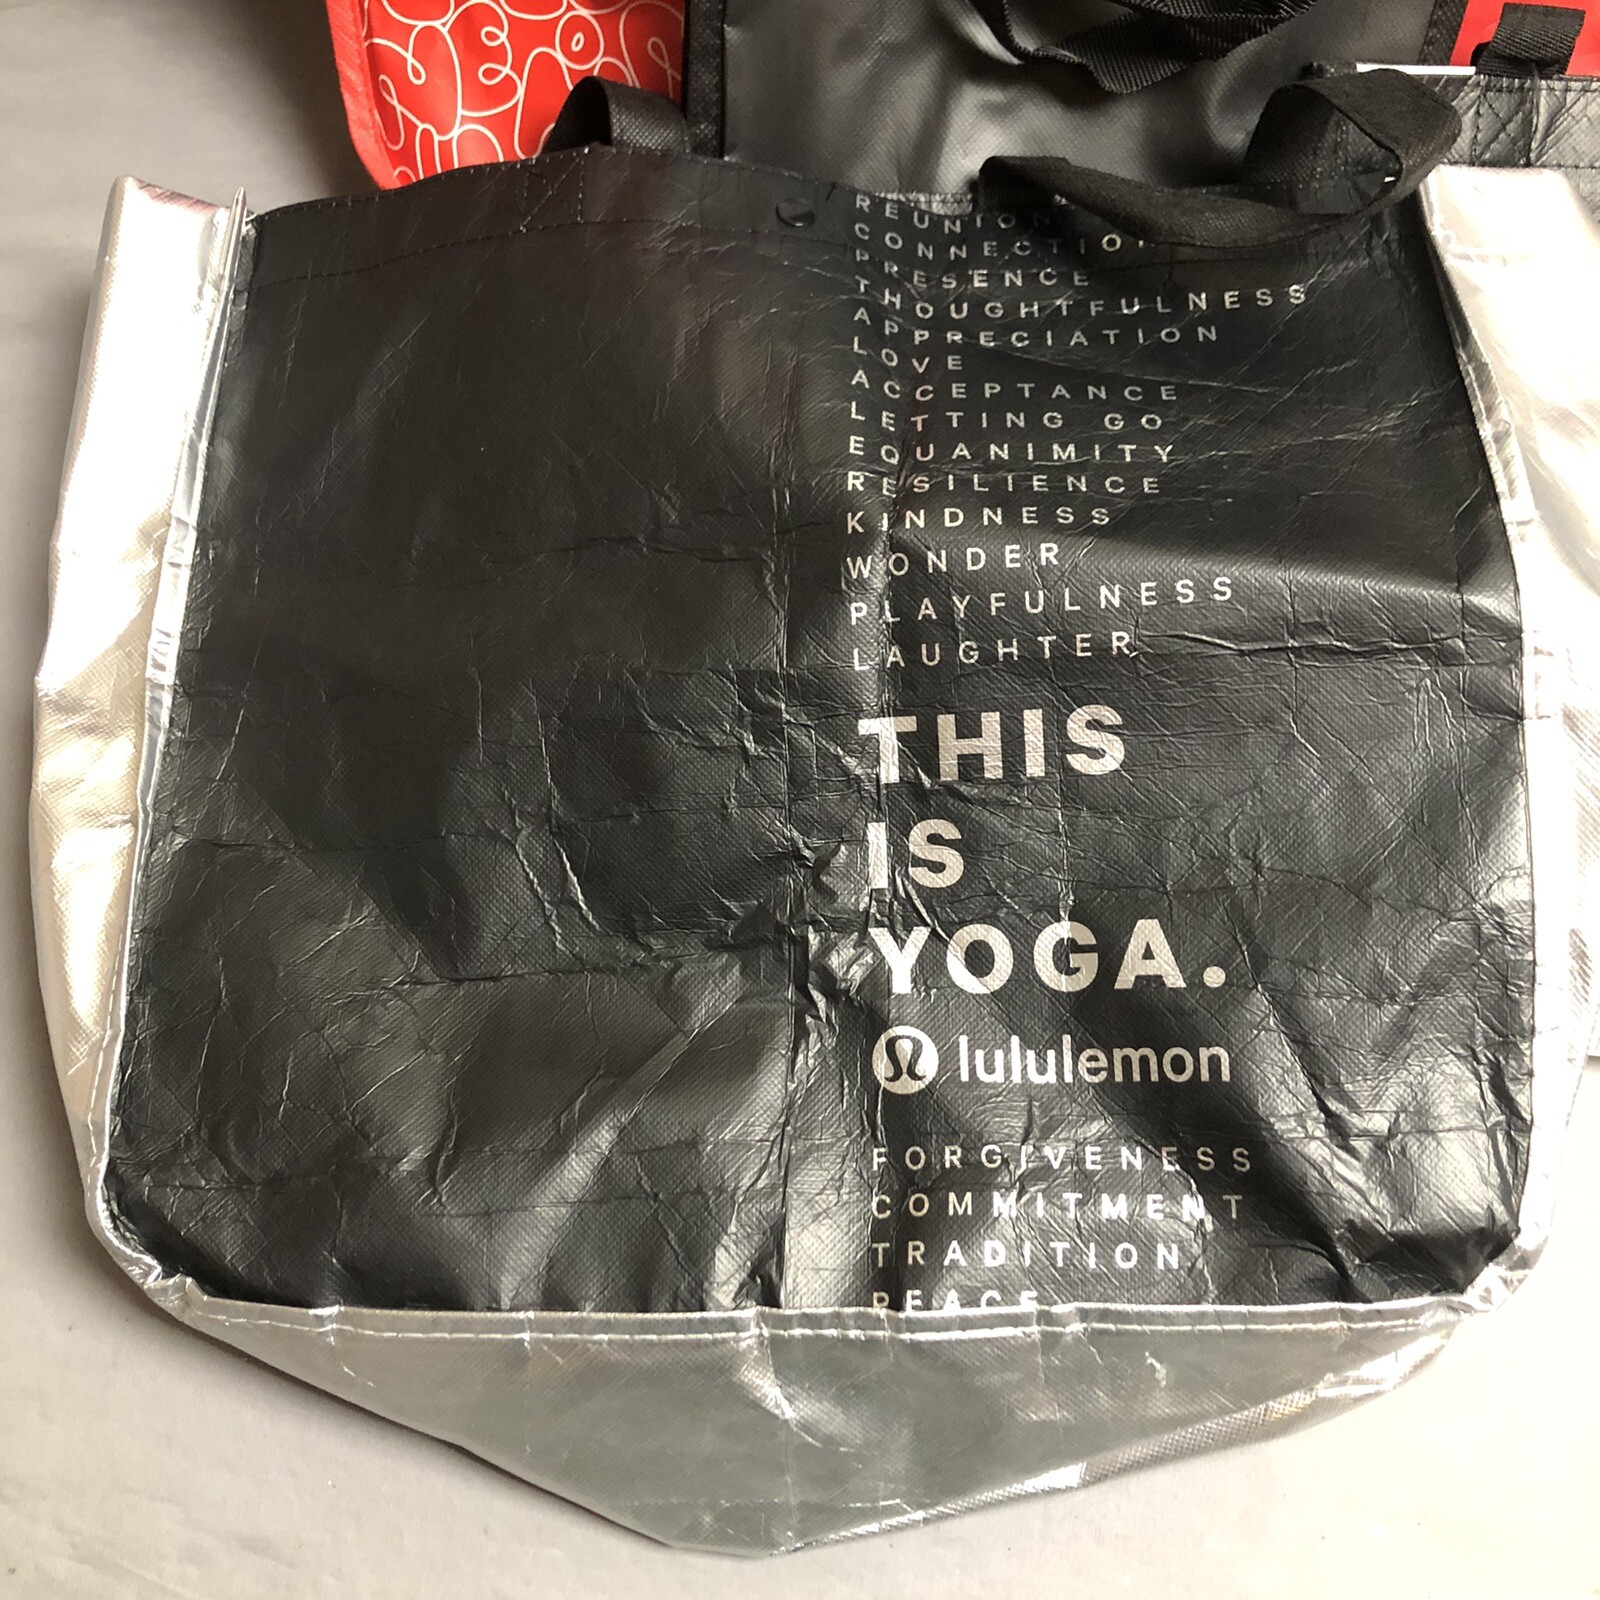 REUNION
CONNECTION
PRESENCE
THOUGHTFULNESS
APPRECIATION
LOVE
ACCEPTANCE
LETTING GO
EQUANIMITY
RESILIENCE
KINDNESS
WONDER
PLAYFULNESS
LAUGHTER
THIS
IS
YOGA.
lululemon
FORGIVENESS
COMMITMENT
TRADITION
PEACE